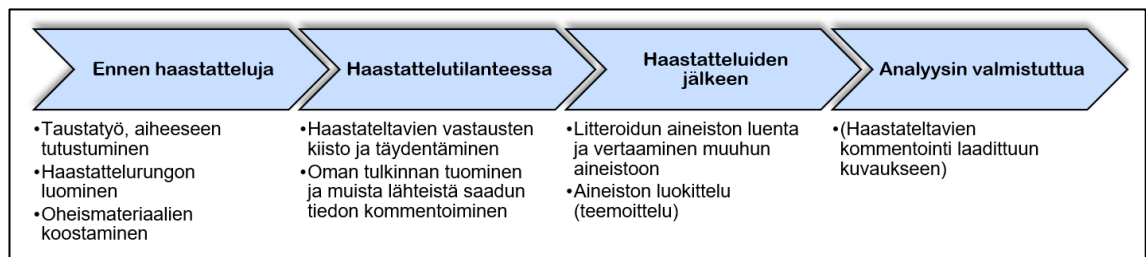 Ennen haastatteluja
•Taustatyö, aiheeseen
tutustuminen
•Haastattelurungon
luominen
•Oheismateriaalien
koostaminen
Haastattelutilanteessa
•Haastateltavien vastausten
kiisto ja täydentäminen
•Oman tulkinnan tuominen
ja muista lähteistä saadun
tiedon kommentoiminen
Haastatteluiden
jälkeen
•Litteroidun aineiston luenta
ja vertaaminen muuhun
aineistoon
•Aineiston luokittelu
(teemoittelu)
Analyysin valmistuttua
•(Haastateltavien
kommentointi laadittuun
kuvaukseen)